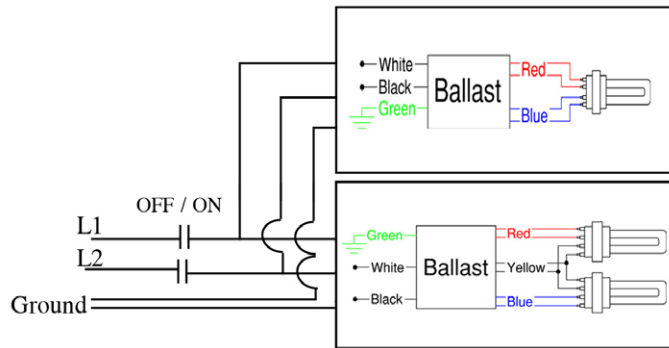 White
Black
Green
Ballast
Red
Blue
OFF / ON
L1
L2
Ground
Green
White
Black
Ballast
Red
Yellow
Blue